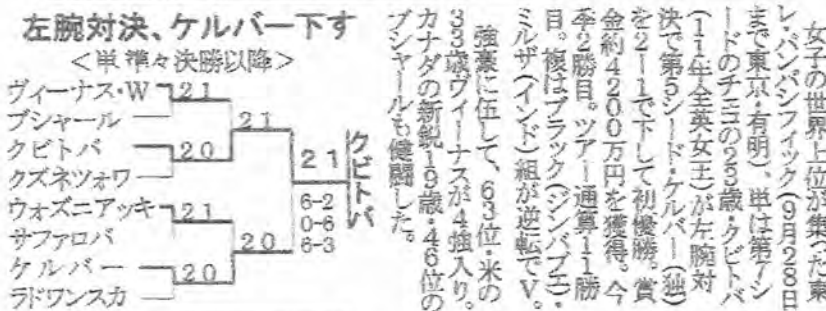 左腕対決、ケルバー下す
＜単準々決勝以降＞
ヴィーナス・W
ブシャール
クビトバ
クズネツォワ
ウォズニアッキ
サファロバ
ケルバー
ラドワンスカ
21
20
21
20
21
20
21
6-2
0-6
6-3
クビトバ
女子の世界上位が集った東
レ・パンパシフィック(9月28日
まで東京・有明)。単は第7シ
ードのチェコの23歳・クビトバ
(11年全英女王)が左腕対
決で第5シード・ケルバー(独)
を2−1で下して初優勝。賞
金約4200万円を獲得。今
季2勝目。ツアー通算11勝
目。複はブラック(ジンバブエ)・
ミルザ(インド)組が逆転でV。
強豪に伍して、63位・米の
33歳ヴィーナスが4強入り。
カナダの新鋭19歳・46位の
ブシャールも健闘した。